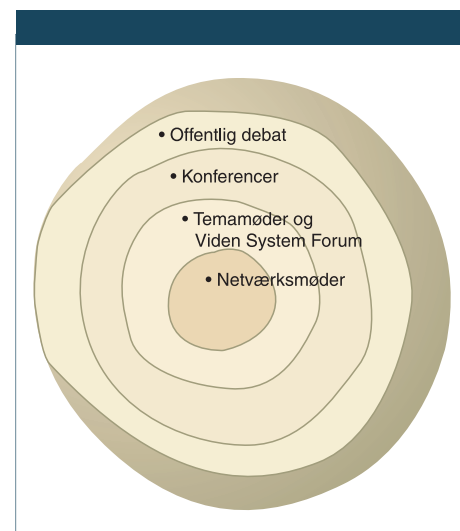 • Offentlig debat
• Konferencer
• Temamøder og
Viden System Forum
• Netværksmøder